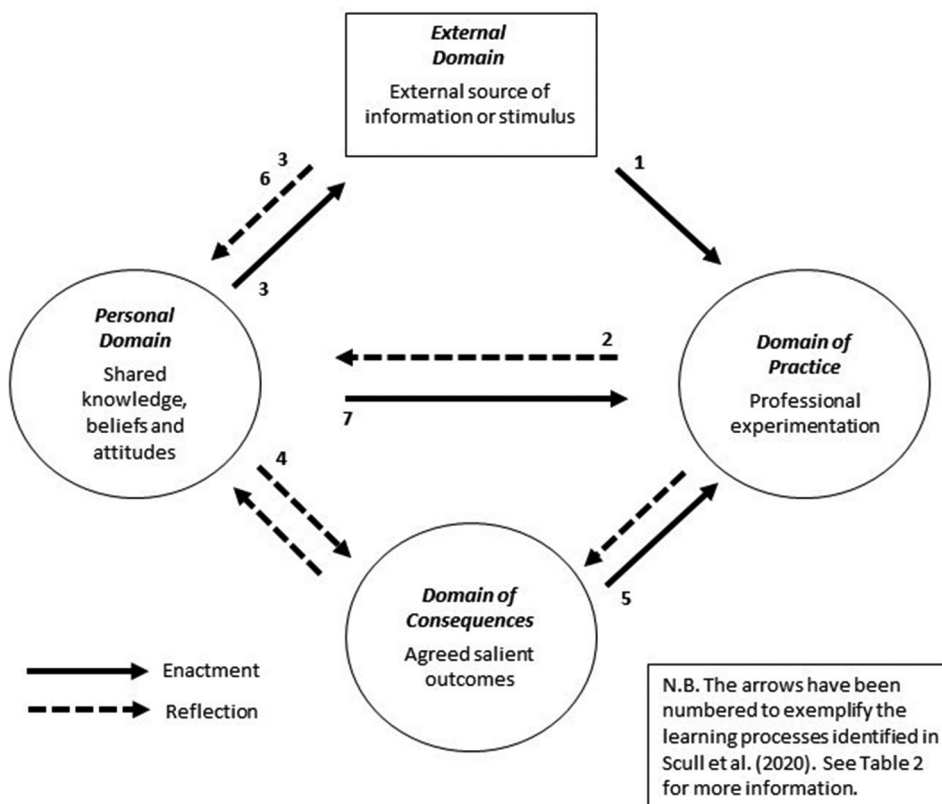 External
Domain
External source of
information or stimulus
3
6
1
3
Personal
Domain
Shared
knowledge,
beliefs and
attitudes
2
7
Domain of
Practice
Professional
experimentation
4
5
Domain of
Consequences
Agreed salient
outcomes
Enactment
Reflection
N.B. The arrows have been
numbered to exemplify the
learning processes identified in
Scull et al. (2020). See Table 2
for more information.